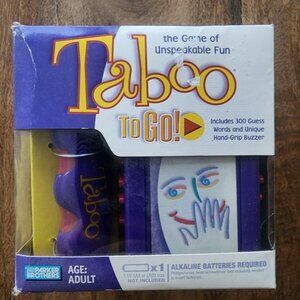 the Game of
Unspeakable Fun
Taboo
To Go!
Includes 300 Guess
Words and Unique
Hand-Grip Buzzer
Taboo
PARKER
BROTHERS
AGE:
ADULT
x1
NOT INCLUDED
ALKALINE BATTERIES REQUIRED